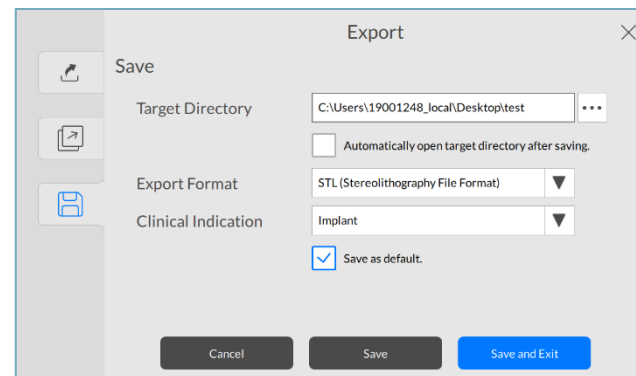 Export
Save
Target Directory
C:\Users\19001248_local\Desktop\test
Automatically open target directory after saving.
Export Format
STL (Stereolithography File Format)
Clinical Indication
Implant
Save as default.
Cancel
Save
Save and Exit